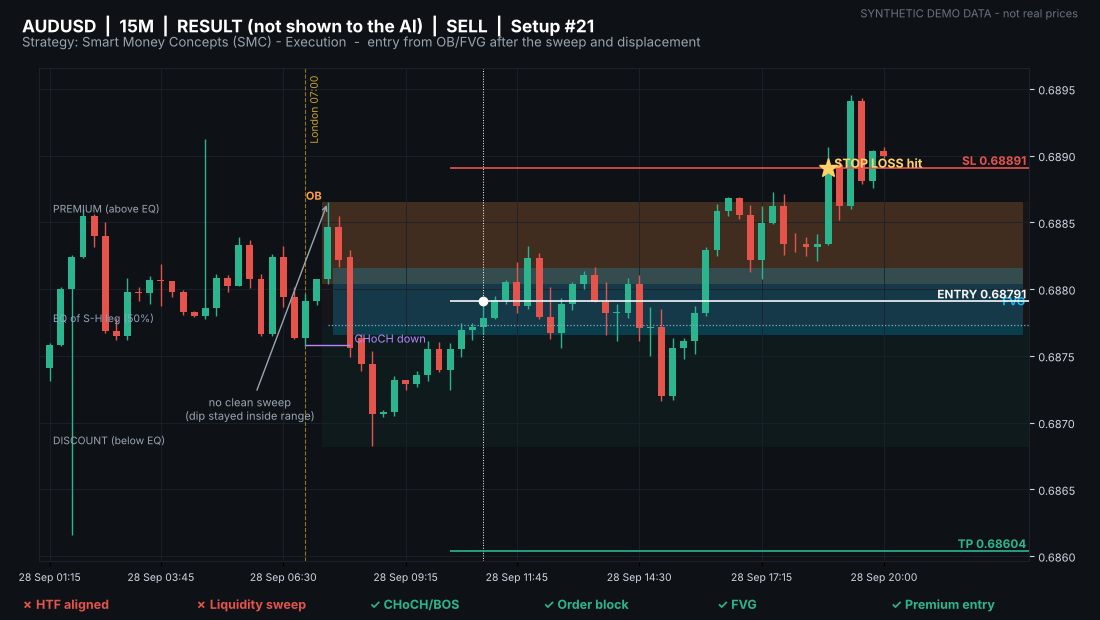 SYNTHETIC DEMO DATA - not real prices
AUDUSD | 15M | RESULT (not shown to the AI) | SELL | Setup #21
Strategy: Smart Money Concepts (SMC) - Execution - entry from OB/FVG after the sweep and displacement
London 07:00
0.6895
STOP LOSS hit
SL 0.68891
0.6890
OB
PREMIUM (above EQ)
0.6885
ENTRY 0.68791
FVG
0.6880
EQ of S-H leg (50%)
CHoCH down
0.6875
no clean sweep
(dip stayed inside range)
0.6870
DISCOUNT (below EQ)
0.6865
TP 0.68604
0.6860
28 Sep 01:15
28 Sep 03:45
28 Sep 06:30
28 Sep 09:15
28 Sep 11:45
28 Sep 14:30
28 Sep 17:15
28 Sep 20:00
× HTF aligned
× Liquidity sweep
✓ CHoCH/BOS
✓ Order block
✓ FVG
✓ Premium entry